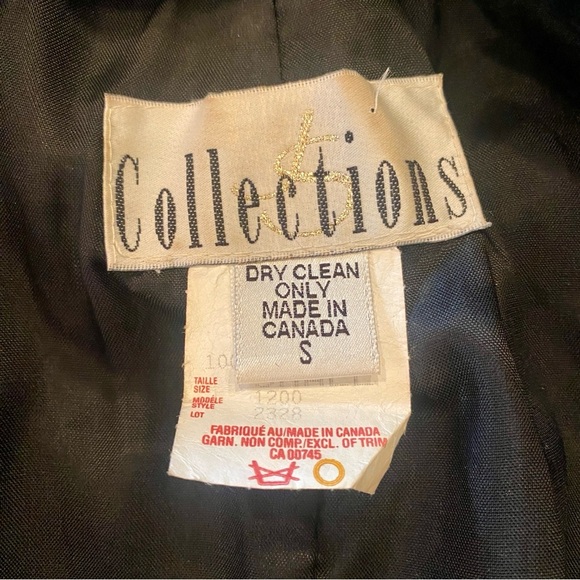 Collections
DRY CLEAN
ONLY
MADE IN
CANADA
S
TAILLE
SIZE
MODÈLE 1200
STYLE
LOT 2328
FABRIQUÉ AU/MADE IN CANADA
GARN. NON COMP./EXCL. OF TRIM
CA 00745